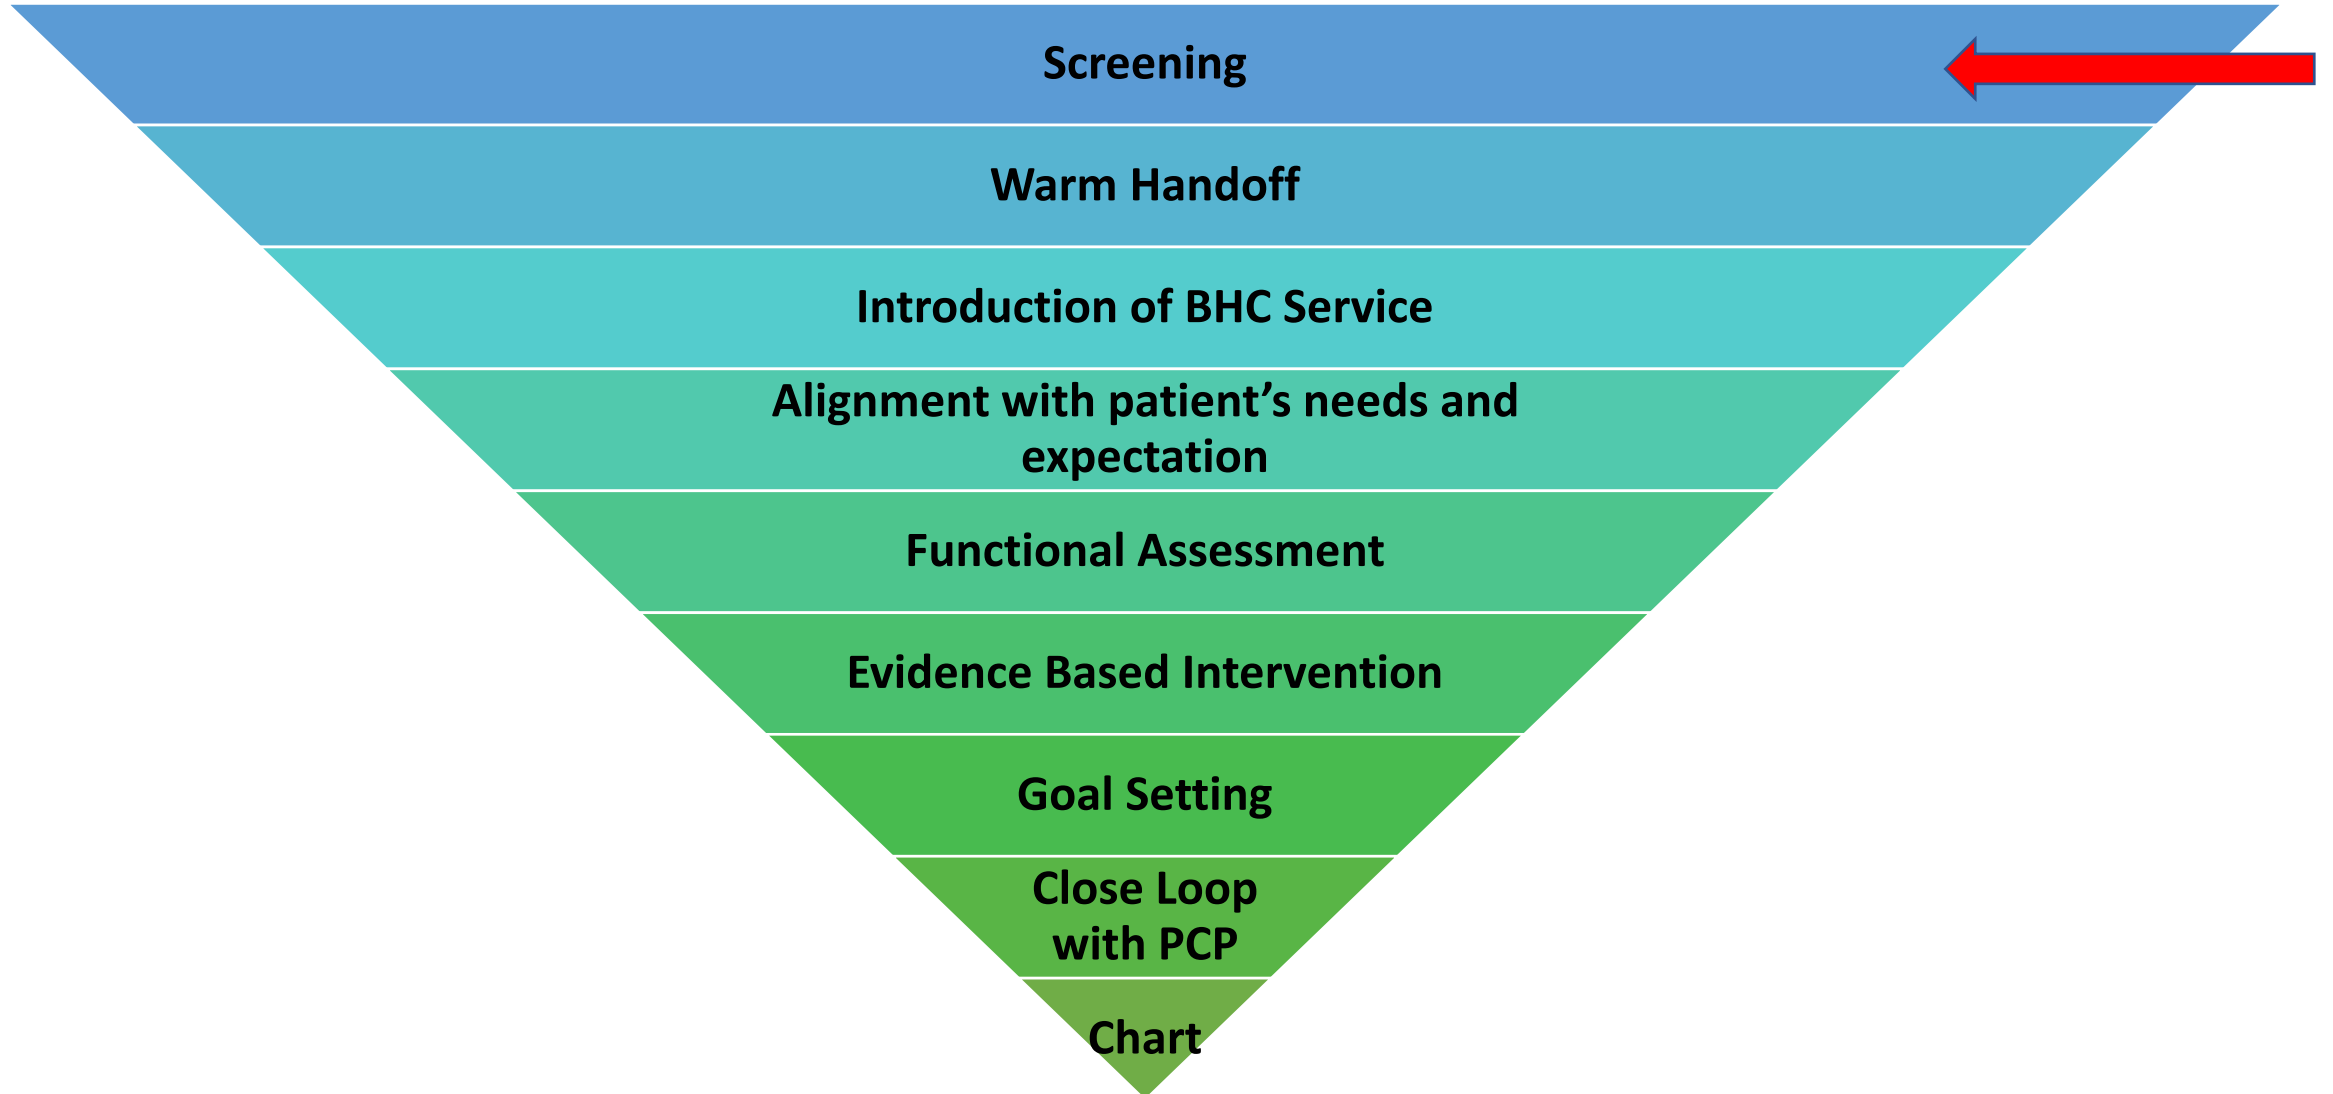 Screening
Warm Handoff
Introduction of BHC Service
Alignment with patient’s needs and
expectation
Functional Assessment
Evidence Based Intervention
Goal Setting
Close Loop
with PCP
Chart